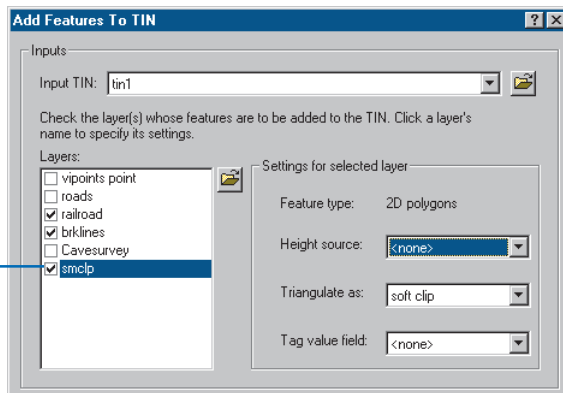 Add Features To TIN
Inputs
Input TIN: tin1
Check the layer(s) whose features are to be added to the TIN. Click a layer's
name to specify its settings.
Layers:
vipoints point
roads
railroad
brklines
Cavesurvey
smclp
Settings for selected layer
Feature type: 2D polygons
Height source: <none>
Triangulate as: soft clip
Tag value field: <none>